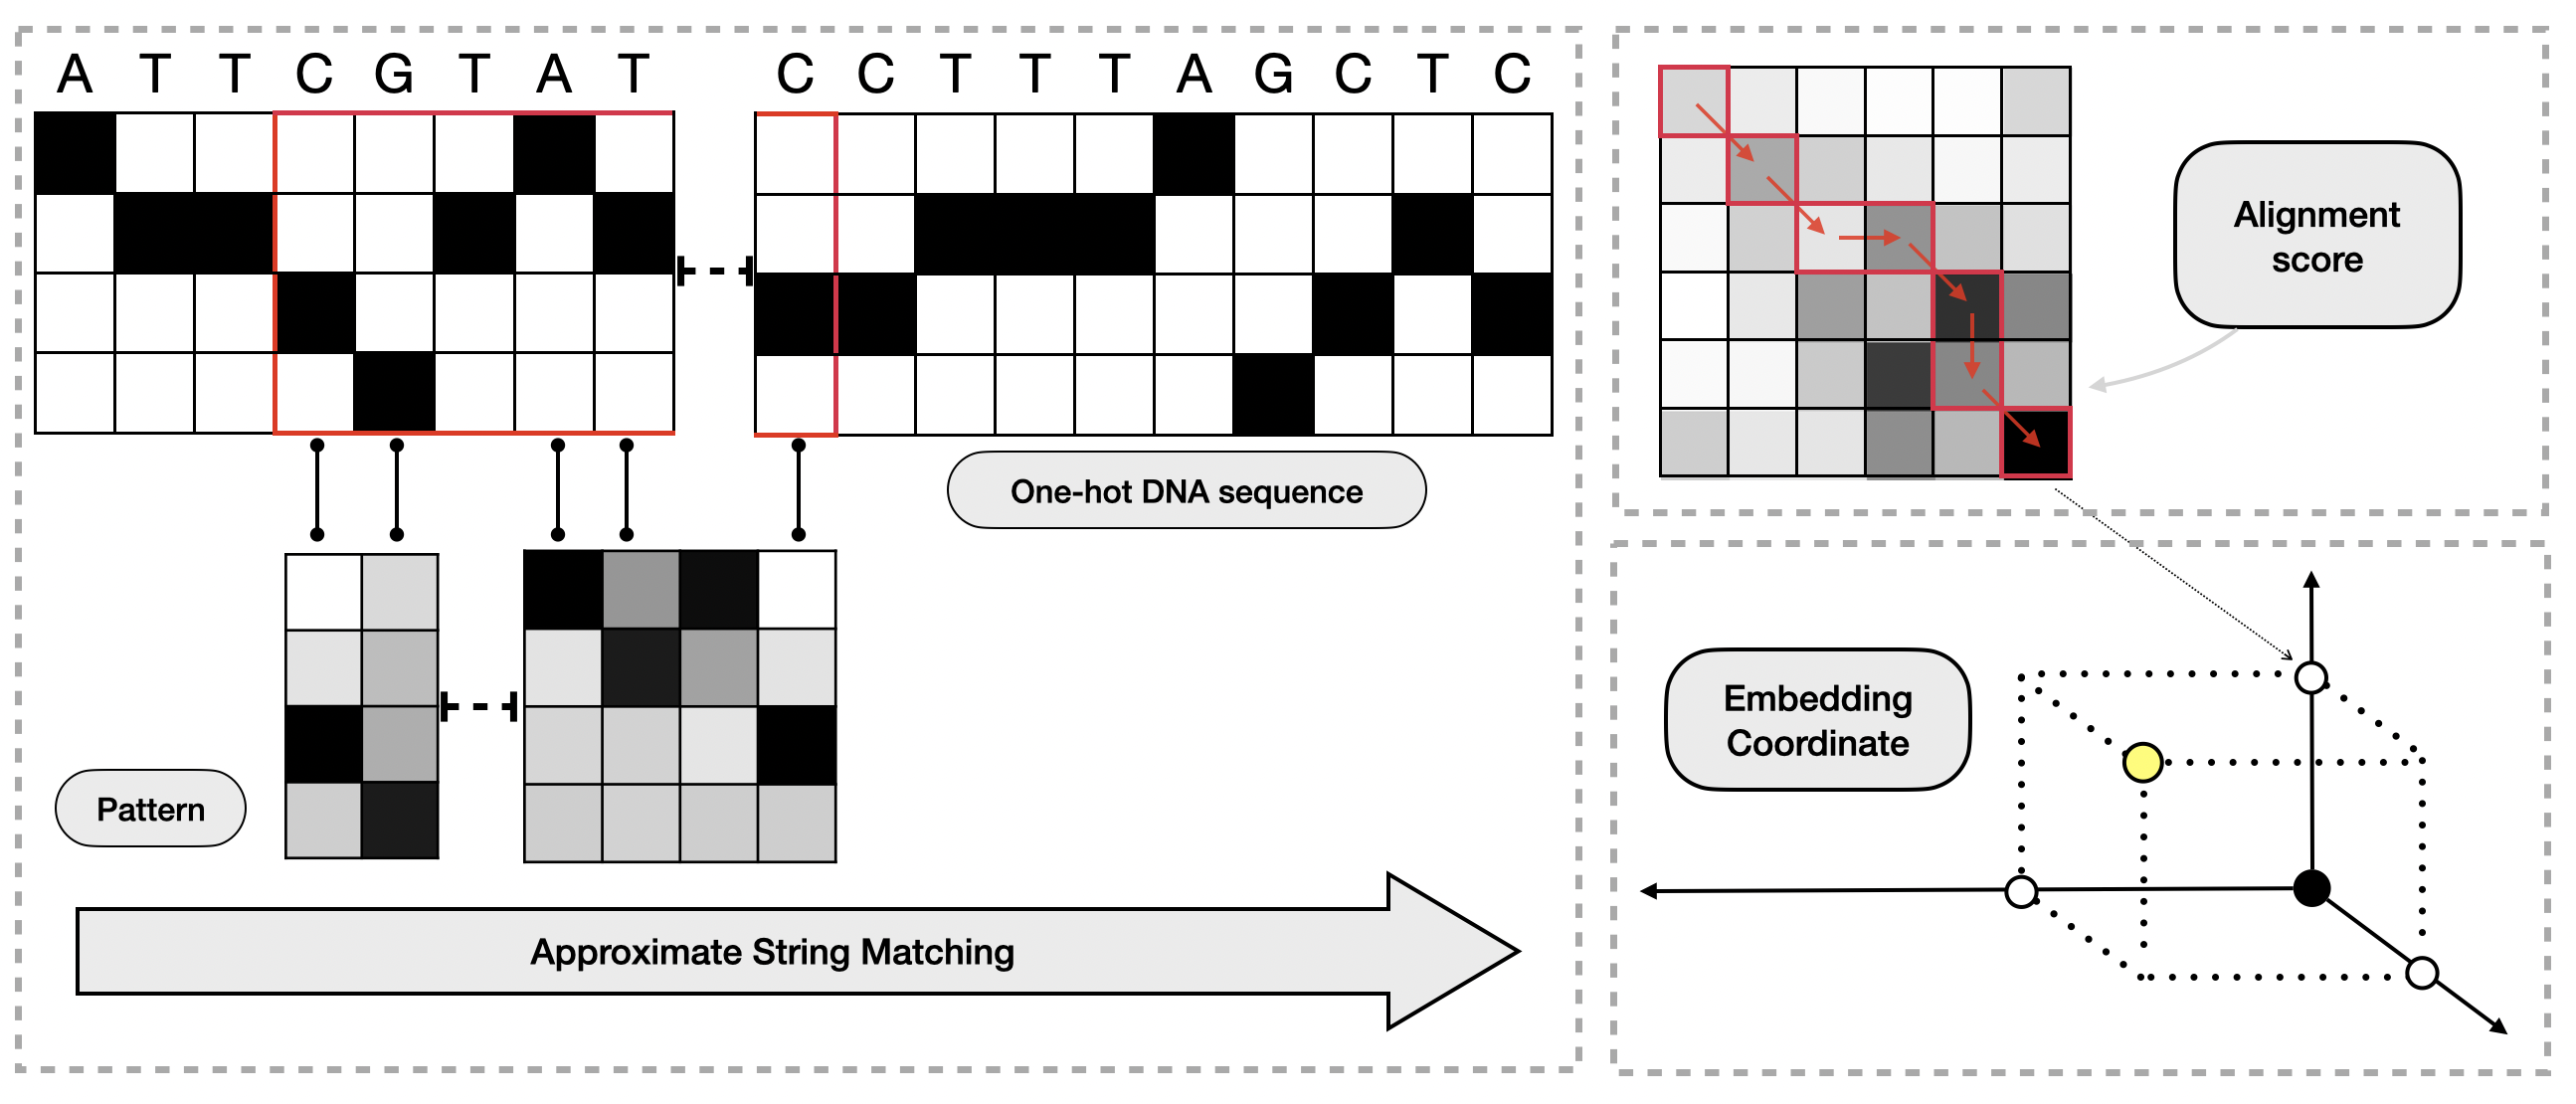 A T T C G T A T C C T T T A G C T C
One-hot DNA sequence
Pattern
Approximate String Matching
Alignment
score
Embedding
Coordinate